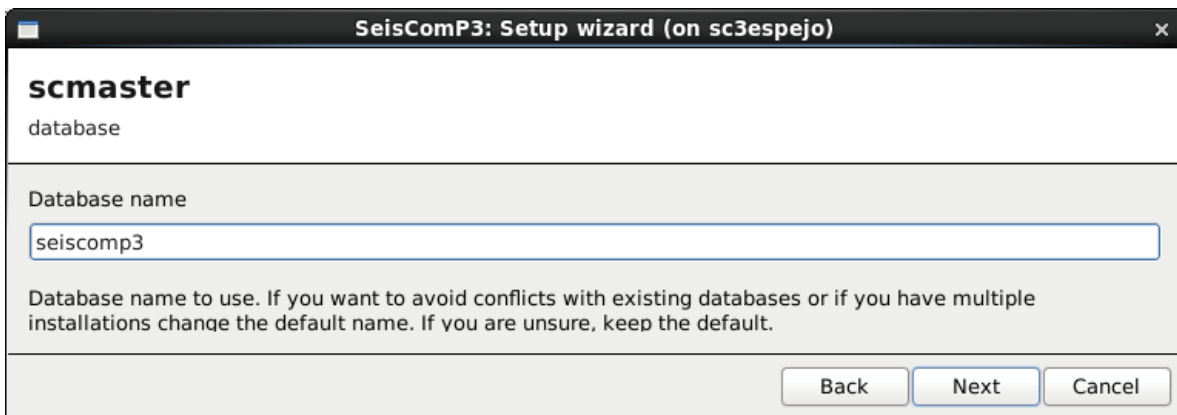 SeisComP3: Setup wizard (on sc3espejo)
scmaster
database
Database name
seiscomp3
Database name to use. If you want to avoid conflicts with existing databases or if you have multiple
installations change the default name. If you are unsure, keep the default.
Back Next Cancel